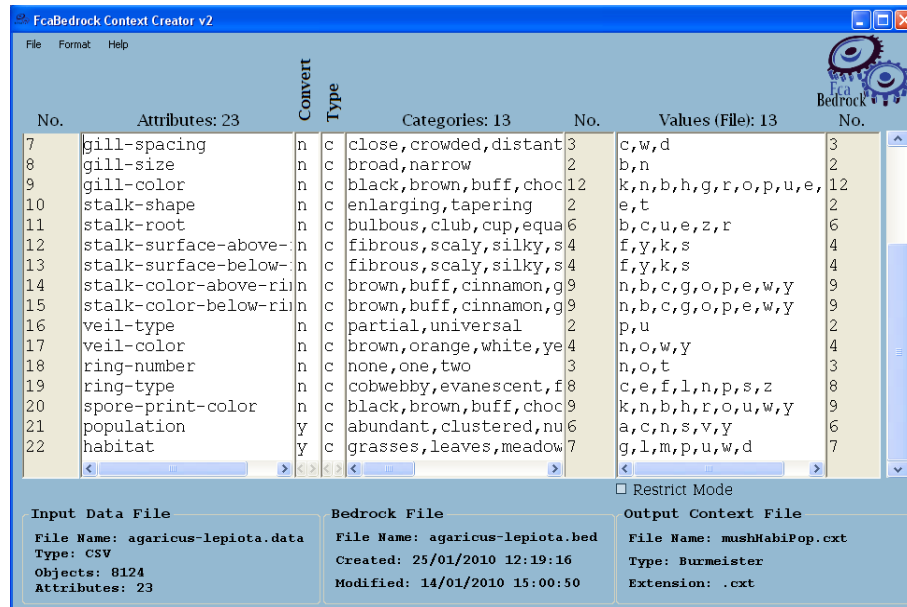 FcaBedrock Context Creator v2
File Format Help
Fca
Bedrock
No. Attributes: 23 Convert Type Categories: 13 No. Values (File): 13 No.
7 gill-spacing n c close,crowded,distant 3 c,w,d 3
8 gill-size n c broad,narrow 2 b,n 2
9 gill-color n c black,brown,buff,choc 12 k,n,b,h,g,r,o,p,u,e, 12
10 stalk-shape n c enlarging,tapering 2 e,t 2
11 stalk-root n c bulbous,club,cup,equa 6 b,c,u,e,z,r 6
12 stalk-surface-above- n c fibrous,scaly,silky,s 4 f,y,k,s 4
13 stalk-surface-below- n c fibrous,scaly,silky,s 4 f,y,k,s 4
14 stalk-color-above-ri n c brown,buff,cinnamon,g 9 n,b,c,g,o,p,e,w,y 9
15 stalk-color-below-ri n c brown,buff,cinnamon,g 9 n,b,c,g,o,p,e,w,y 9
16 veil-type n c partial,universal 2 p,u 2
17 veil-color n c brown,orange,white,ye 4 n,o,w,y 4
18 ring-number n c none,one,two 3 n,o,t 3
19 ring-type n c cobwebby,evanescent,f 8 c,e,f,l,n,p,s,z 8
20 spore-print-color n c black,brown,buff,choc 9 k,n,b,h,r,o,u,w,y 9
21 population y c abundant,clustered,nu 6 a,c,n,s,v,y 6
22 habitat y c grasses,leaves,meadow 7 g,l,m,p,u,w,d 7
Restrict Mode
Input Data File
File Name: agaricus-lepiota.data
Type: CSV
Objects: 8124
Attributes: 23
Bedrock File
File Name: agaricus-lepiota.bed
Created: 25/01/2010 12:19:16
Modified: 14/01/2010 15:00:50
Output Context File
File Name: mushHabiPop.cxt
Type: Burmeister
Extension: .cxt